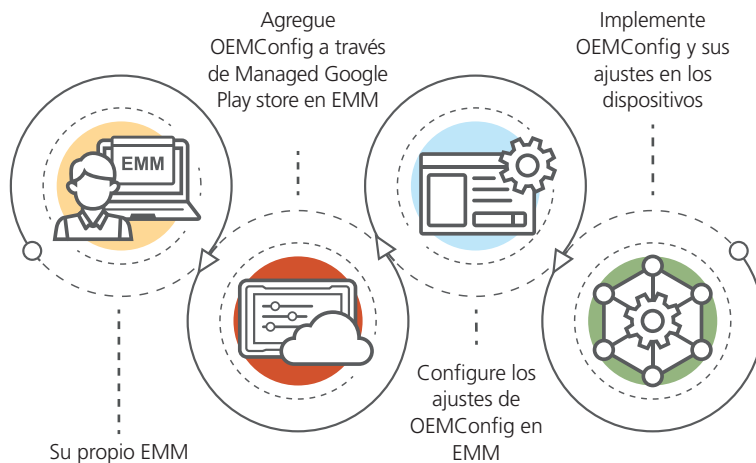 EMM
Su propio EMM
Agregue
OEMConfig a través
de Managed Google
Play store en EMM
Configure los
ajustes de
OEMConfig en
EMM
Implemente
OEMConfig y sus
ajustes en los
dispositivos